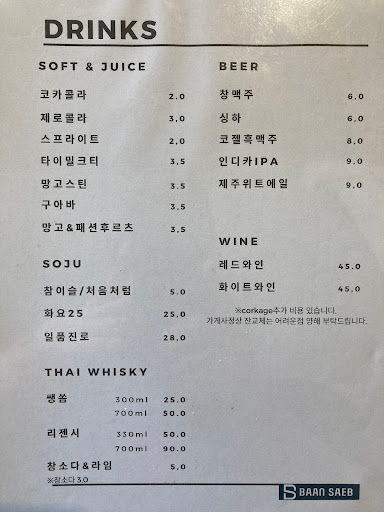 DRINKS
SOFT & JUICE
코카콜라 2.0
제로콜라 3.0
스프라이트 2.0
타이밀크티 3.5
망고스틴 3.5
구아바 3.5
망고&패션후르츠 3.5
SOJU
참이슬/처음처럼 5.0
화요25 25.0
일품진로 28.0
THAI WHISKY
쌩쏨 300ml 25.0
700ml 50.0
리젠시 330ml 50.0
700ml 90.0
창소다&라임 5.0
※창소다 3.0
BEER
창맥주 6.0
싱하 6.0
코젤흑맥주 8.0
인디카IPA 9.0
제주위트에일 9.0
WINE
레드와인 45.0
화이트와인 45.0
※corkage추가 비용 있습니다.
가게사정상 잔교체는 어려운점 양해 부탁드립니다.
BAAN SAEB